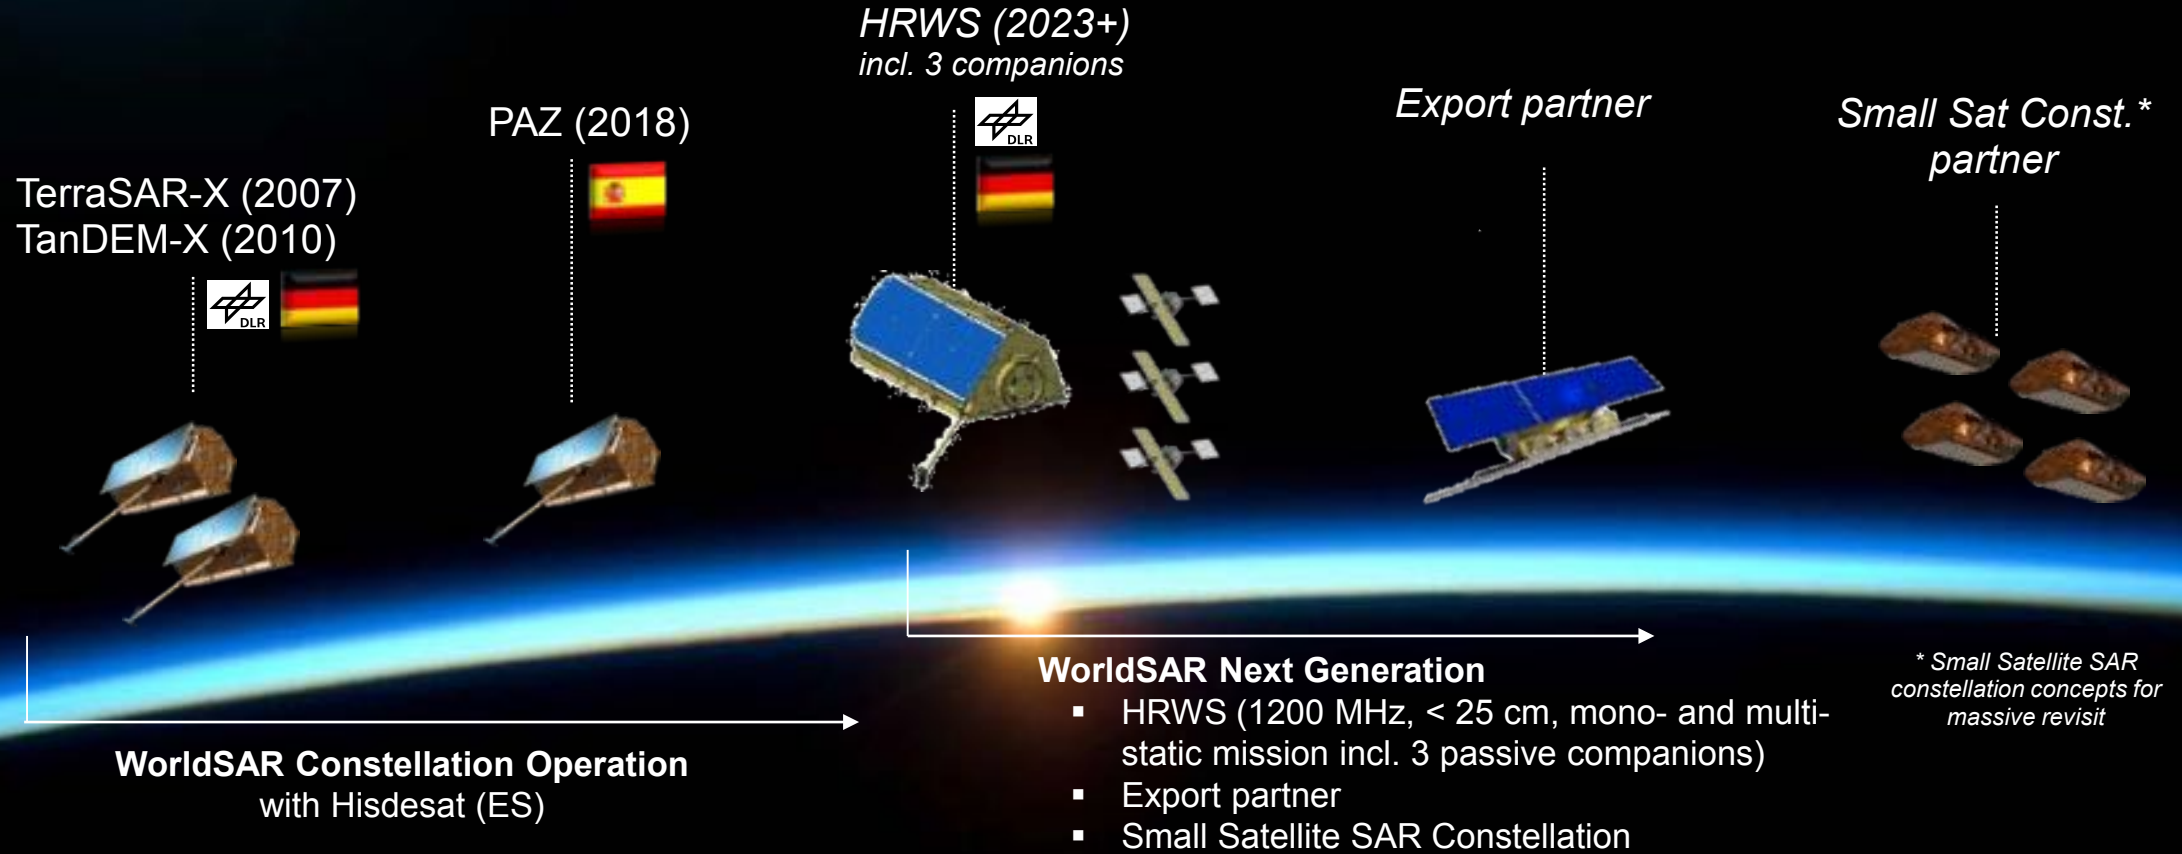 TerraSAR-X (2007)
TanDEM-X (2010)
DLR
PAZ (2018)
HRWS (2023+)
incl. 3 companions
DLR
Export partner
Small Sat Const.*
partner
WorldSAR Constellation Operation
with Hisdesat (ES)
WorldSAR Next Generation
▪ HRWS (1200 MHz, < 25 cm, mono- and multi-
static mission incl. 3 passive companions)
▪ Export partner
▪ Small Satellite SAR Constellation
* Small Satellite SAR
constellation concepts for
massive revisit